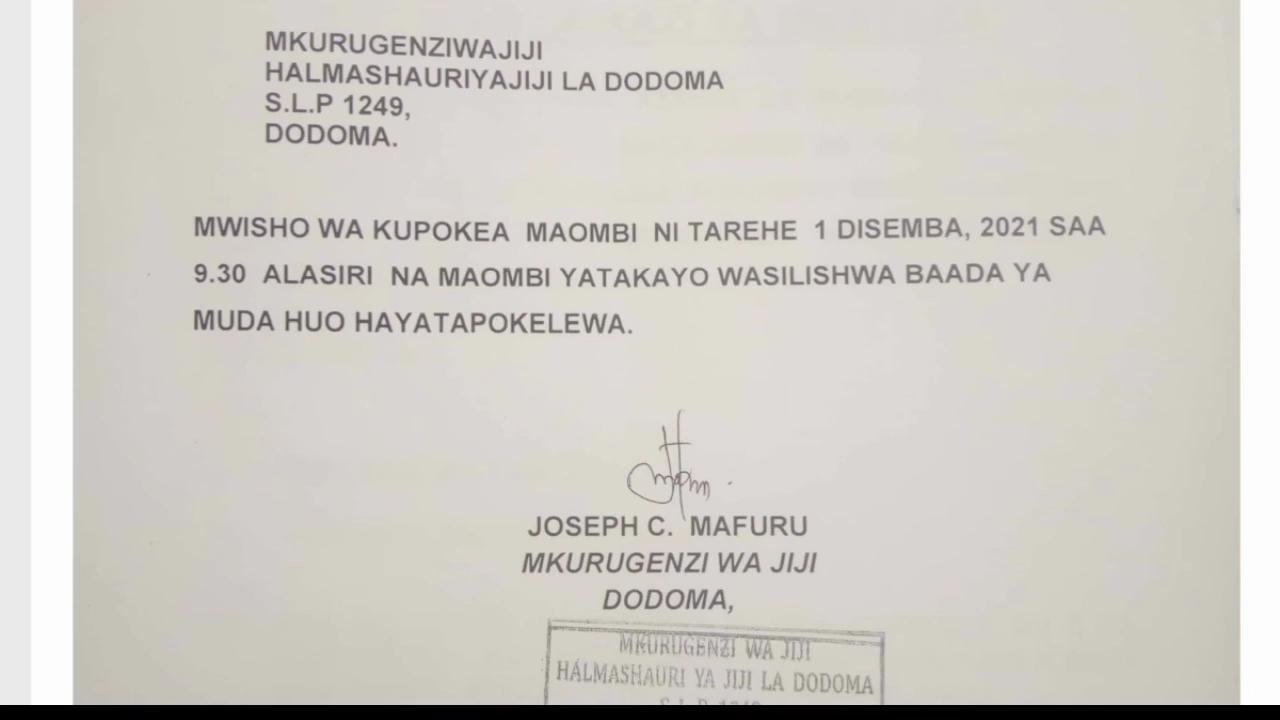 MKURUGENZIWAJIJI
HALMASHAURIYAJIJI LA DODOMA
S.L.P 1249,
DODOMA.
MWISHO WA KUPOKEA MAOMBI NI TAREHE 1 DISEMBA, 2021 SAA
9.30 ALASIRI NA MAOMBI YATAKAYO WASILISHWA BAADA YA
MUDA HUO HAYATAPOKELEWA.
JOSEPH C. MAFURU
MKURUGENZI WA JIJI
DODOMA,
MKURUGENZI WA JIJI
HALMASHAURI YA JIJI LA DODOMA